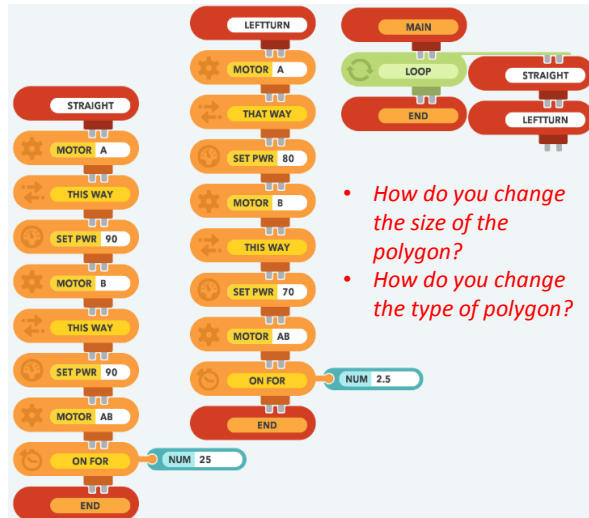 STRAIGHT
MOTOR A
THIS WAY
SET PWR 90
MOTOR B
THIS WAY
SET PWR 90
MOTOR AB
ON FOR NUM 25
END
LEFTTURN
MOTOR A
THAT WAY
SET PWR 80
MOTOR B
THIS WAY
SET PWR 70
MOTOR AB
ON FOR NUM 2.5
END
MAIN
LOOP
END
STRAIGHT
LEFTTURN
• How do you change
the size of the
polygon?
• How do you change
the type of polygon?